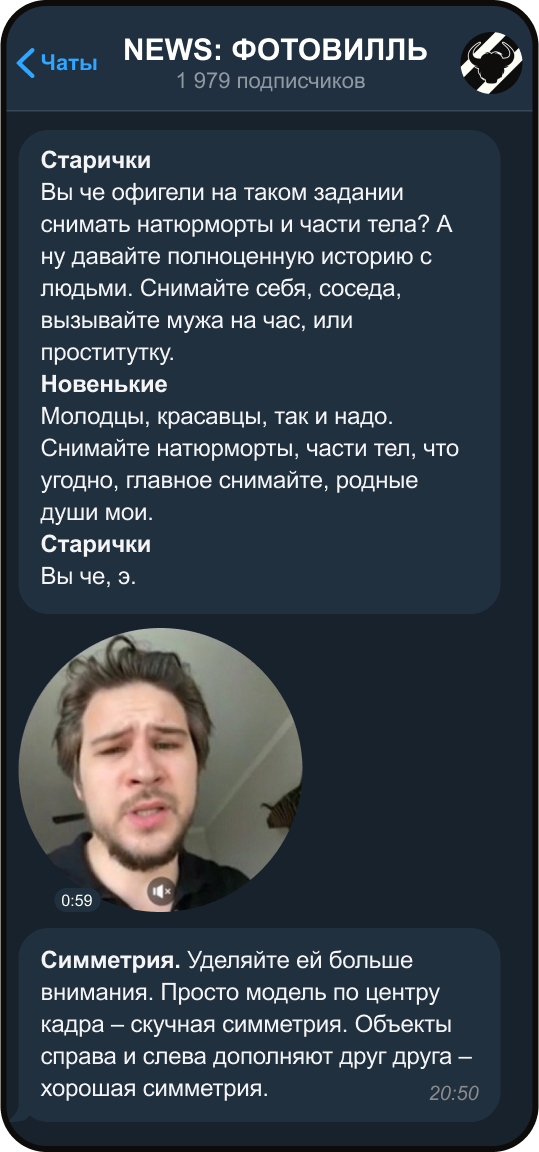 Чаты
NEWS: ФОТОВИЛЛЬ
1 979 подписчиков
Старички
Вы че офигели на таком задании
снимать натюрморты и части тела? А
ну давайте полноценную историю с
людьми. Снимайте себя, соседа,
вызывайте мужа на час, или
проститутку.
Новенькие
Молодцы, красавцы, так и надо.
Снимайте натюрморты, части тел, что
угодно, главное снимайте, родные
души мои.
Старички
Вы че, э.
0:59
Симметрия. Уделяйте ей больше
внимания. Просто модель по центру
кадра – скучная симметрия. Объекты
справа и слева дополняют друг друга –
хорошая симметрия.
20:50